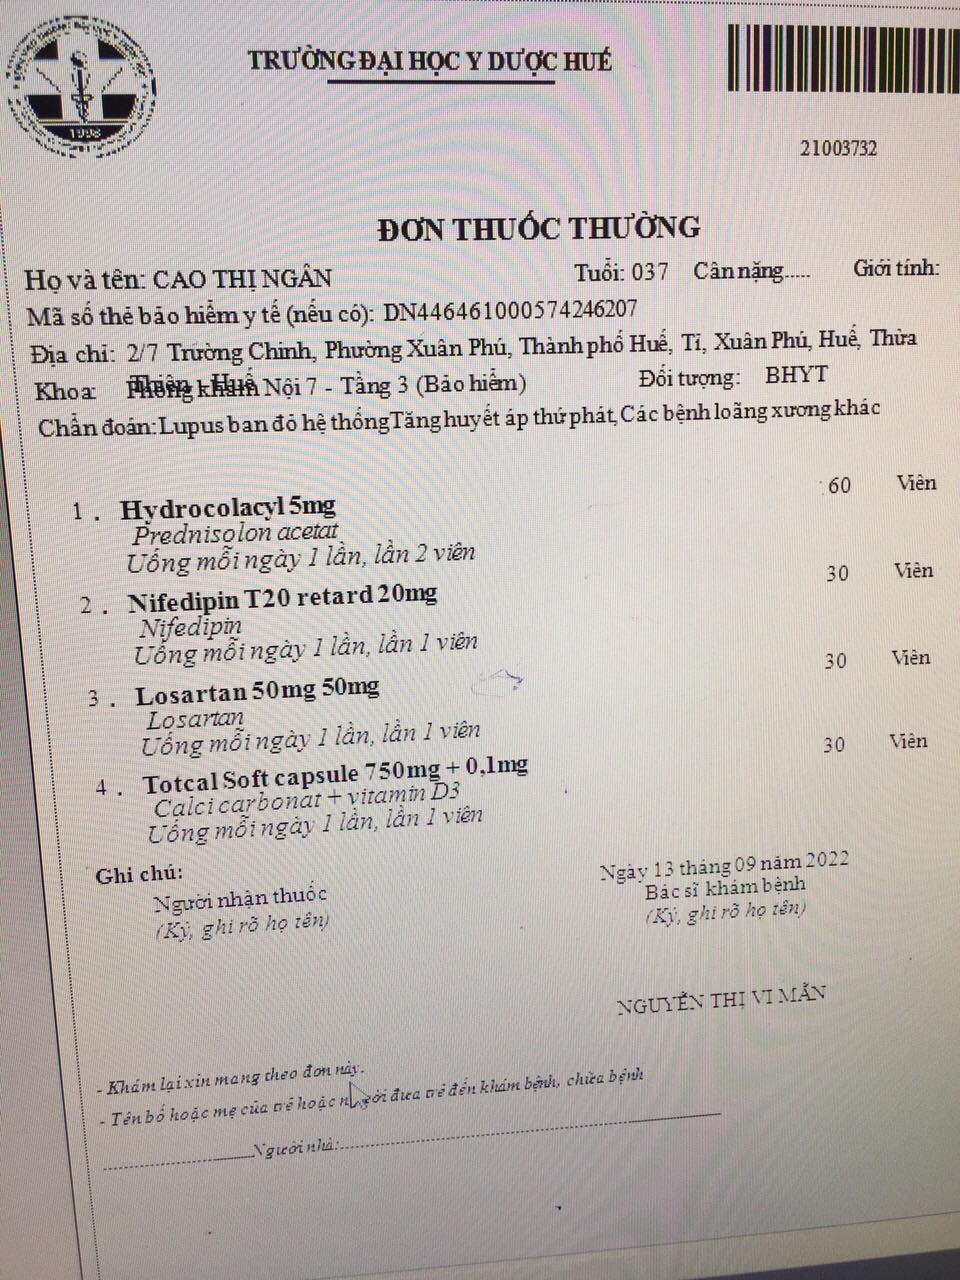 TRƯỜNG ĐẠI HỌC Y DƯỢC HUẾ
1998
21003732
ĐƠN THUỐC THƯỜNG
Họ và tên: CAO THỊ NGÂN Tuổi: 037 Cân nặng..... Giới tính:
Mã số thẻ bảo hiểm y tế (nếu có): DN446461000574246207
Địa chỉ: 2/7 Trường Chinh, Phường Xuân Phú, Thành phố Huế, Tỉ, Xuân Phú, Huế, Thừa
Thiên Huế
Khoa: Phòng khám Nội 7 - Tầng 3 (Bảo hiểm) Đối tượng: BHYT
Chẩn đoán: Lupus ban đỏ hệ thốngTăng huyết áp thứ phát, Các bệnh loãng xương khác
1 . Hydrocolacyl 5mg 60 Viên
Prednisolon acetat
Uống mỗi ngày 1 lần, lần 2 viên
2 . Nifedipin T20 retard 20mg 30 Viên
Nifedipin
Uống mỗi ngày 1 lần, lần 1 viên
3 . Losartan 50mg 50mg 30 Viên
Losartan
Uống mỗi ngày 1 lần, lần 1 viên
4 . Totcal Soft capsule 750mg + 0,1mg 30 Viên
Calci carbonat + vitamin D3
Uống mỗi ngày 1 lần, lần 1 viên
Ghi chú:
Ngày 13 tháng 09 năm 2022
Người nhận thuốc Bác sĩ khám bệnh
(Ký, ghi rõ họ tên) (Ký, ghi rõ họ tên)
NGUYỄN THỊ VI MẪN
- Khám lại xin mang theo đơn này.
- Tên bố hoặc mẹ của trẻ hoặc người đưa trẻ đến khám bệnh, chữa bệnh
Người nhà: